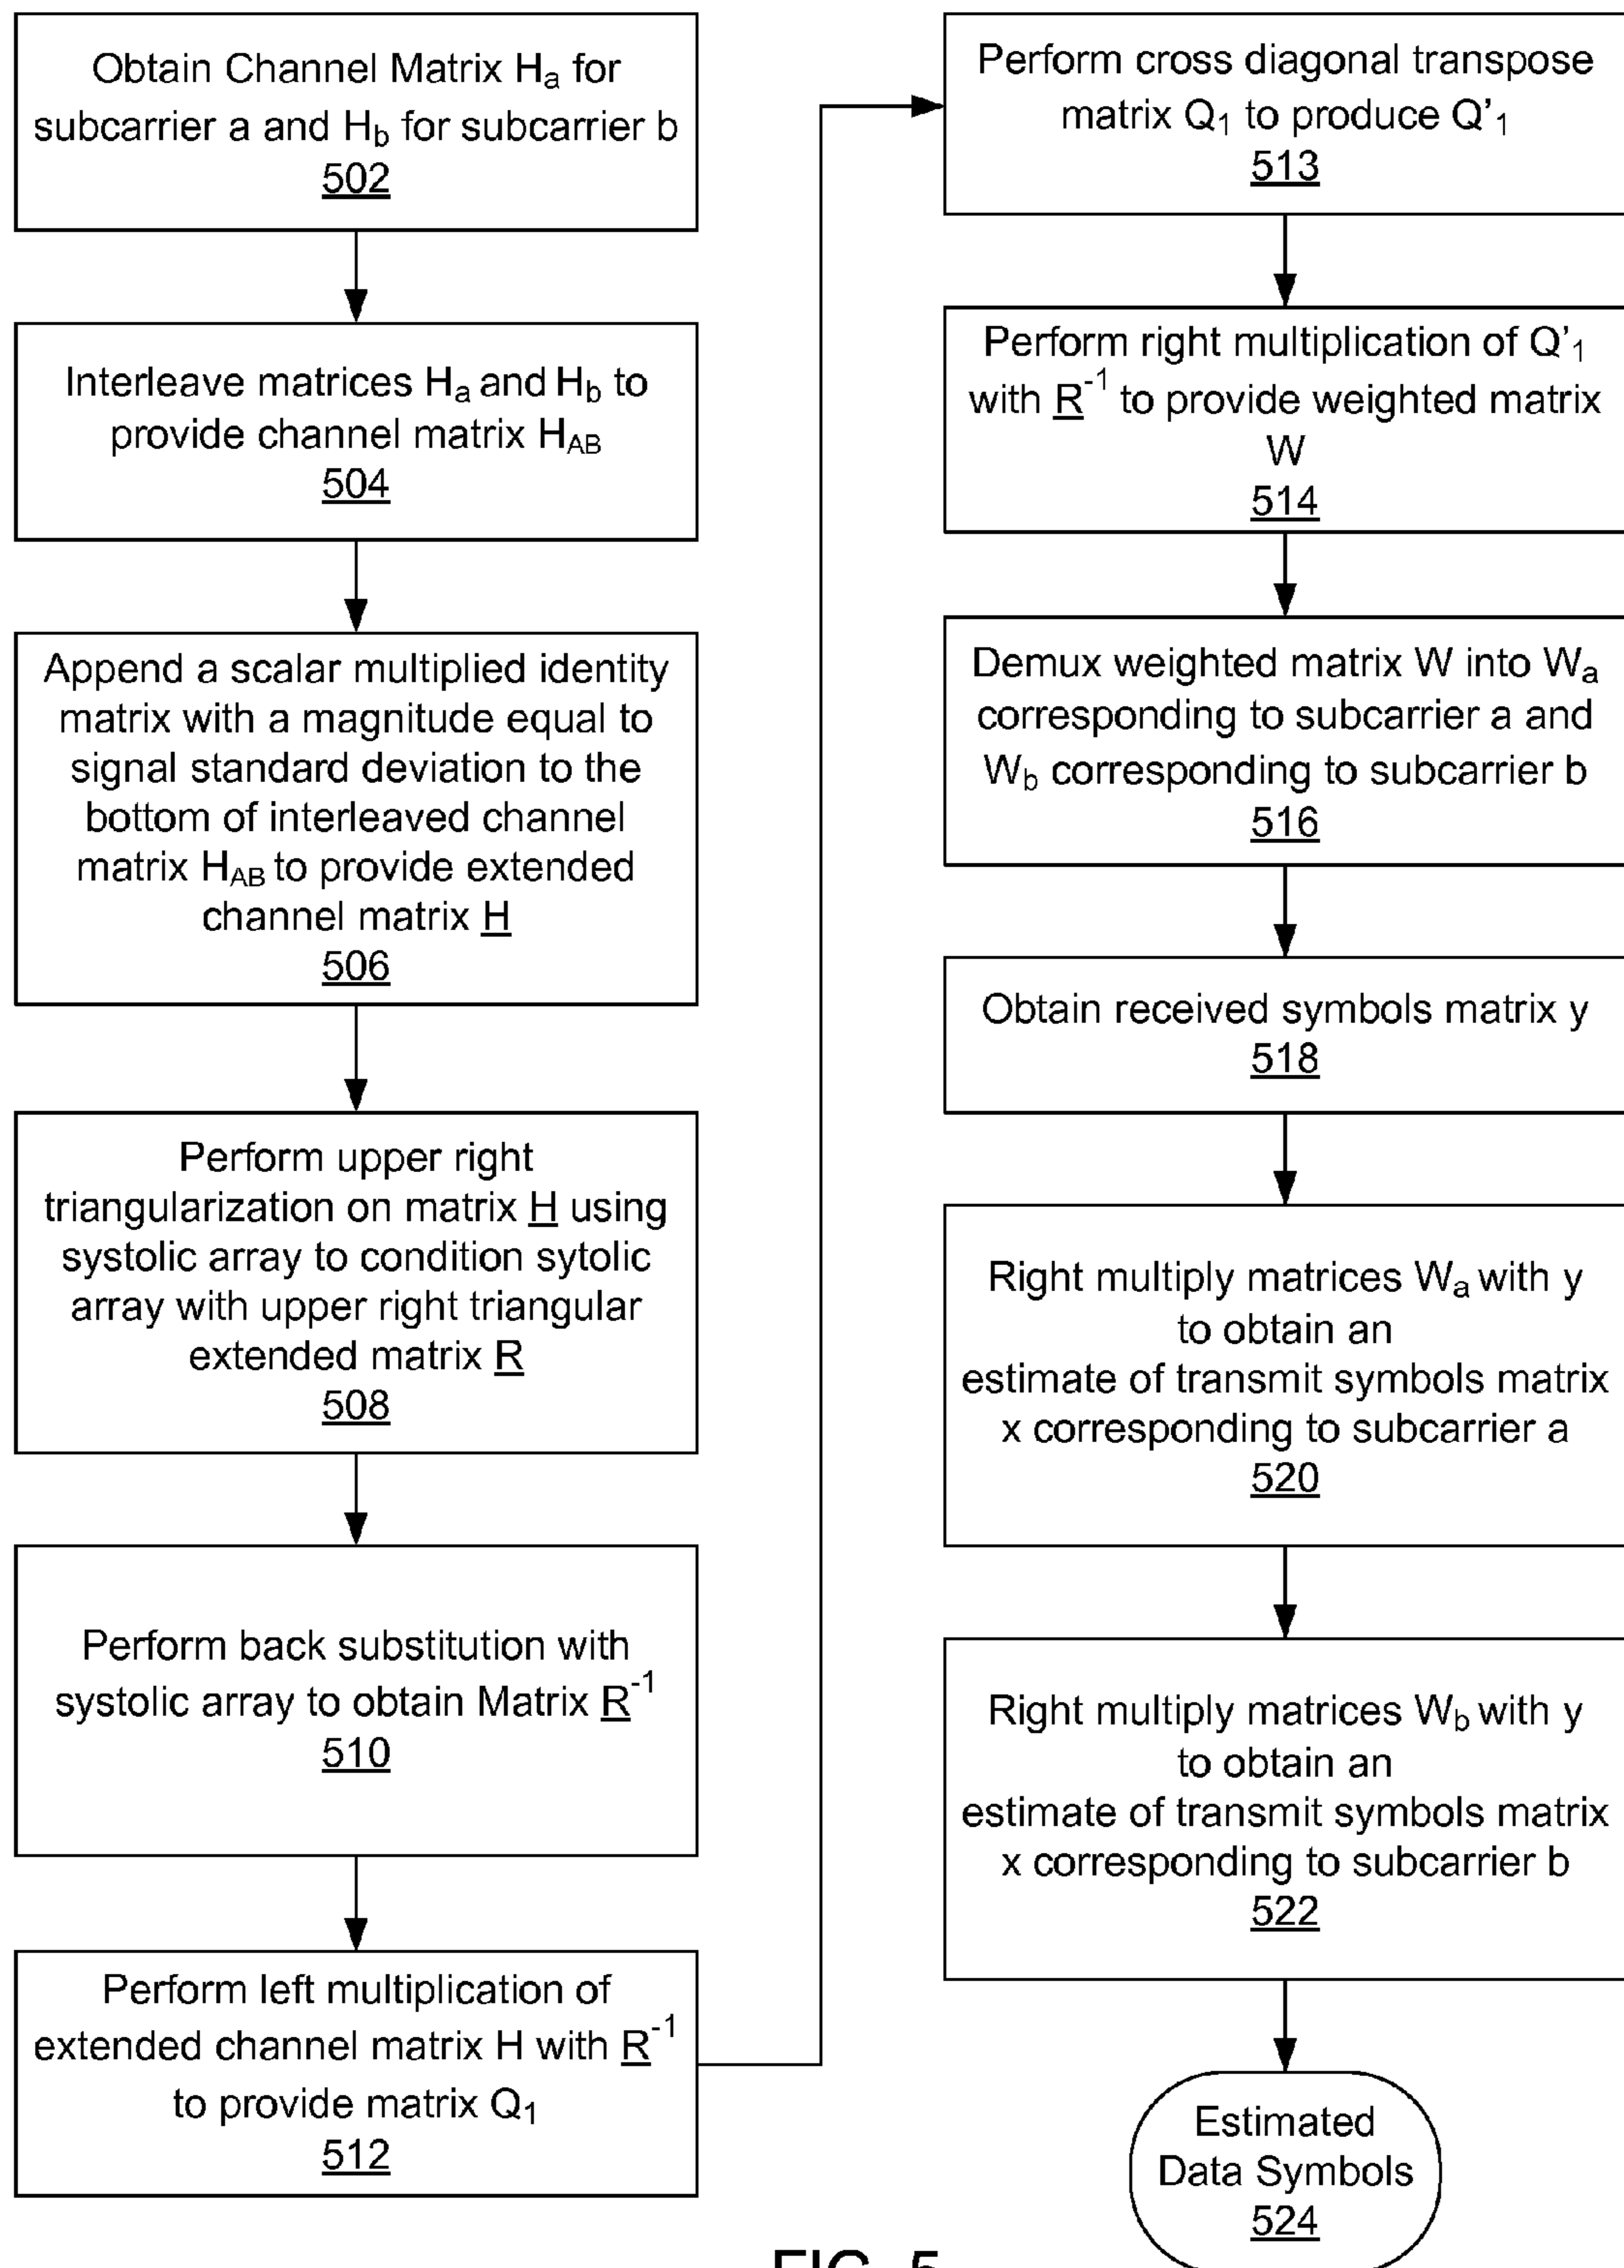 Obtain Channel Matrix Hₐ for
subcarrier a and H_b for subcarrier b
502
Interleave matrices Hₐ and H_b to
provide channel matrix H_AB
504
Append a scalar multiplied identity
matrix with a magnitude equal to
signal standard deviation to the
bottom of interleaved channel
matrix H_AB to provide extended
channel matrix H
506
Perform upper right
triangularization on matrix H using
systolic array to condition sytolic
array with upper right triangular
extended matrix R
508
Perform back substitution with
systolic array to obtain Matrix R⁻¹
510
Perform left multiplication of
extended channel matrix H with R⁻¹
to provide matrix Q₁
512
Perform cross diagonal transpose
matrix Q₁ to produce Q'₁
513
Perform right multiplication of Q'₁
with R⁻¹ to provide weighted matrix
W
514
Demux weighted matrix W into Wₐ
corresponding to subcarrier a and
W_b corresponding to subcarrier b
516
Obtain received symbols matrix y
518
Right multiply matrices Wₐ with y
to obtain an
estimate of transmit symbols matrix
x corresponding to subcarrier a
520
Right multiply matrices W_b with y
to obtain an
estimate of transmit symbols matrix
x corresponding to subcarrier b
522
Estimated
Data Symbols
524
FIG. 5